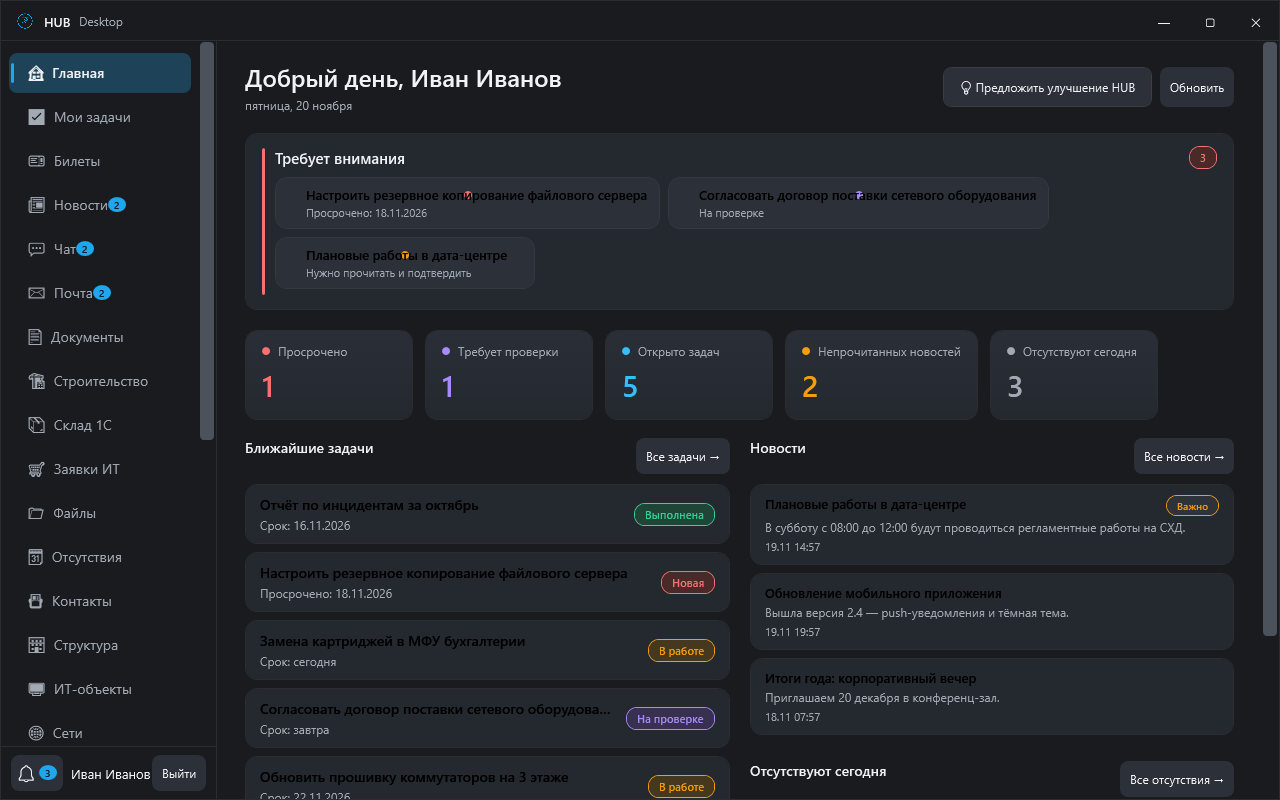 HUB Desktop
Главная
Мои задачи
Билеты
Новости 2
Чат 2
Почта 2
Документы
Строительство
Склад 1С
Заявки ИТ
Файлы
Отсутствия
Контакты
Структура
ИТ-объекты
Сети
3 Иван Иванов Выйти
Добрый день, Иван Иванов
пятница, 20 ноября
Предложить улучшение HUB
Обновить
Требует внимания
3
Настроить резервное копирование файлового сервера
Просрочено: 18.11.2026
Согласовать договор поставки сетевого оборудования
На проверке
Плановые работы в дата-центре
Нужно прочитать и подтвердить
Просрочено
1
Требует проверки
1
Открыто задач
5
Непрочитанных новостей
2
Отсутствуют сегодня
3
Ближайшие задачи
Все задачи →
Отчёт по инцидентам за октябрь
Срок: 16.11.2026
Выполнена
Настроить резервное копирование файлового сервера
Просрочено: 18.11.2026
Новая
Замена картриджей в МФУ бухгалтерии
Срок: сегодня
В работе
Согласовать договор поставки сетевого оборудова...
Срок: завтра
На проверке
Обновить прошивку коммутаторов на 3 этаже
Срок: 22.11.2026
В работе
Новости
Все новости →
Плановые работы в дата-центре
Важно
В субботу с 08:00 до 12:00 будут проводиться регламентные работы на СХД.
19.11 14:57
Обновление мобильного приложения
Вышла версия 2.4 — push-уведомления и тёмная тема.
19.11 19:57
Итоги года: корпоративный вечер
Приглашаем 20 декабря в конференц-зал.
18.11 07:57
Отсутствуют сегодня
Все отсутствия →